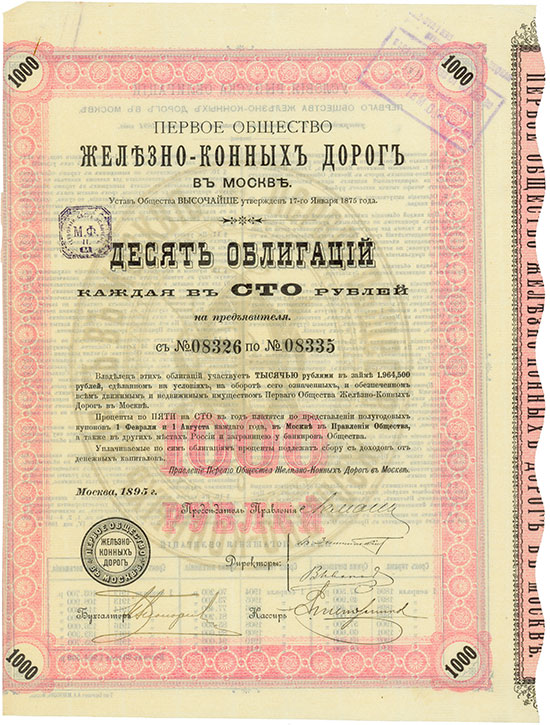 1000
1000
ПЕРВОЕ ОБЩЕСТВО
ЖЕЛѢЗНО-КОННЫХЪ ДОРОГЪ
ВЪ МОСКВѢ.
Уставъ Общества ВЫСОЧАЙШЕ утвержденъ 17-го Января 1875 года.
М.Ф.
ДЕСЯТЬ ОБЛИГАЦІЙ
КАЖДАЯ ВЪ СТО РУБЛЕЙ
на предъявителя.
съ №08326 по №08335
Владѣлецъ этихъ облигацій участвуетъ ТЫСЯЧЬЮ рублями въ займѣ 1.964,500
рублей, сдѣланномъ на условіяхъ, на оборотѣ сего означенныхъ, и обезпеченномъ
всѣмъ движимымъ и недвижимымъ имуществомъ Перваго Общества Желѣзно-Конныхъ
Дорогъ въ Москвѣ.
Проценты по ПЯТИ на СТО въ годъ платятся по представленіи полугодовыхъ
купоновъ 1 Февраля и 1 Августа каждаго года, въ Москвѣ въ Правленіи Общества,
а также въ другихъ мѣстахъ Россіи и заграницею у банкировъ Общества.
Уплачиваемые по симъ облигаціямъ проценты подлежатъ сбору съ доходовъ отъ
денежныхъ капиталовъ.
Правленіе Перваго Общества Желѣзно-Конныхъ Дорогъ въ Москвѣ.
1000
РУБЛЕЙ
Москва, 1895 г.
Предсѣдатель Правленія
Директоры:
ПЕРВОЕ ОБЩЕСТВО
ЖЕЛѢЗНО-
КОННЫХЪ
ДОРОГЪ
ВЪ МОСКВѢ
Бухгалтеръ
Кассиръ
1000
1000
ПЕРВОЕ ОБЩЕСТВО ЖЕЛѢЗНО-КОННЫХЪ ДОРОГЪ ВЪ МОСКВѢ.